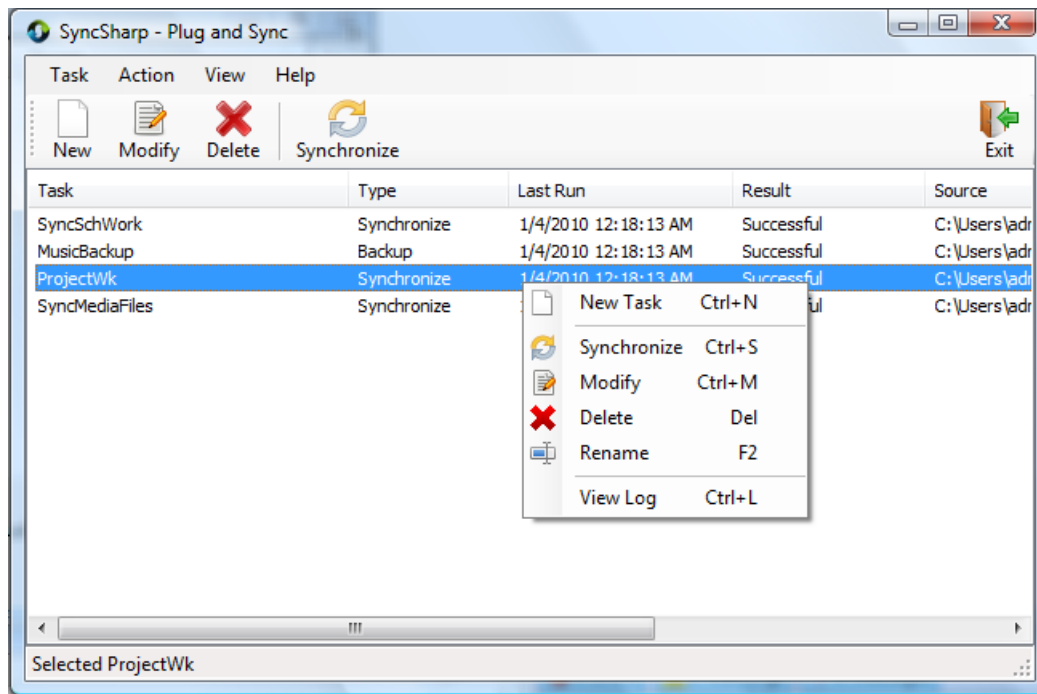 SyncSharp - Plug and Sync
Task Action View Help
New Modify Delete Synchronize Exit
Task Type Last Run Result Source
SyncSchWork Synchronize 1/4/2010 12:18:13 AM Successful C:\Users\adr
MusicBackup Backup 1/4/2010 12:18:13 AM Successful C:\Users\adr
ProjectWk Synchronize 1/4/2010 12:18:13 AM Successful C:\Users\adr
SyncMediaFiles Synchronize ful C:\Users\adr
New Task Ctrl+N
Synchronize Ctrl+S
Modify Ctrl+M
Delete Del
Rename F2
View Log Ctrl+L
Selected ProjectWk